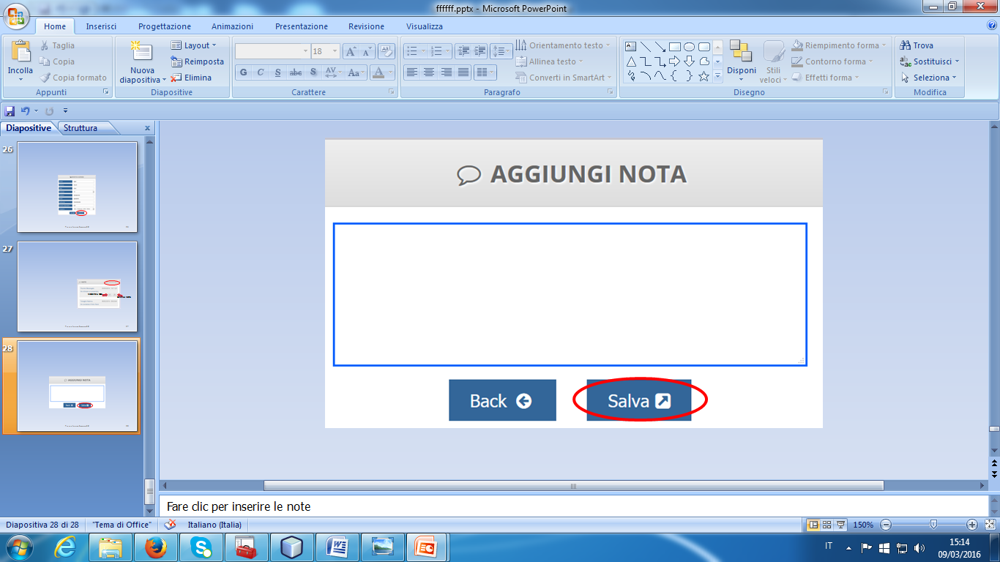 ffffff.pptx - Microsoft PowerPoint
Home Inserisci Progettazione Animazioni Presentazione Revisione Visualizza
Incolla
Taglia
Copia
Copia formato
Appunti
Nuova
diapositiva
Layout
Reimposta
Elimina
Diapositive
18
G C S abc S AV Aa A
Carattere
Orientamento testo
Allinea testo
Converti in SmartArt
Paragrafo
Disponi
Stili
veloci
Riempimento forma
Contorno forma
Effetti forma
Disegno
Trova
Sostituisci
Seleziona
Modifica
Diapositive Struttura x
26
27
28
AGGIUNGI NOTA
Back
Salva
Fare clic per inserire le note
Diapositiva 28 di 28 "Tema di Office" Italiano (Italia) 150%
IT
15:14
09/03/2016